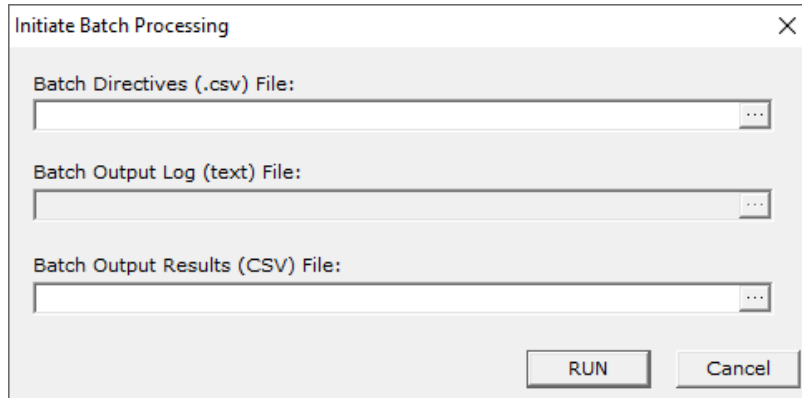 Initiate Batch Processing
Batch Directives (.csv) File:
...
Batch Output Log (text) File:
...
Batch Output Results (CSV) File:
...
RUN Cancel